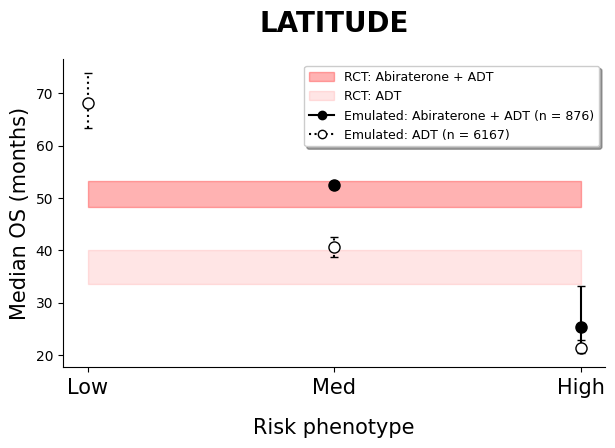 LATITUDE
RCT: Abiraterone + ADT
RCT: ADT
Emulated: Abiraterone + ADT (n = 876)
Emulated: ADT (n = 6167)
Median OS (months)
70
60
50
40
30
20
Low Med High
Risk phenotype